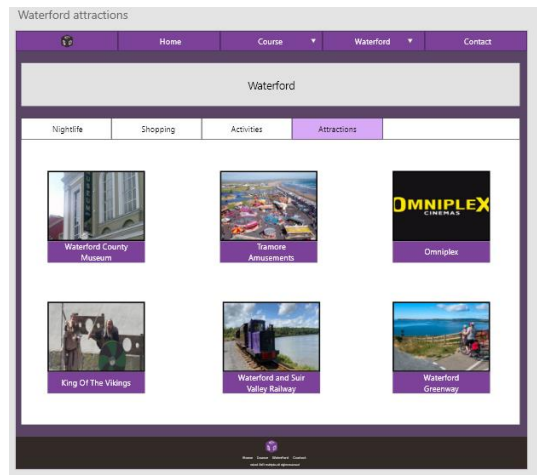 Waterford attractions
Home Course Waterford Contact
Waterford
Nightlife Shopping Activities Attractions
OMNIPLEX
CINEMAS
Waterford County
Museum
Tramore
Amusements
Omniplex
King Of The Vikings
Waterford and Suir
Valley Railway
Waterford
Greenway
Home Course Waterford Contact